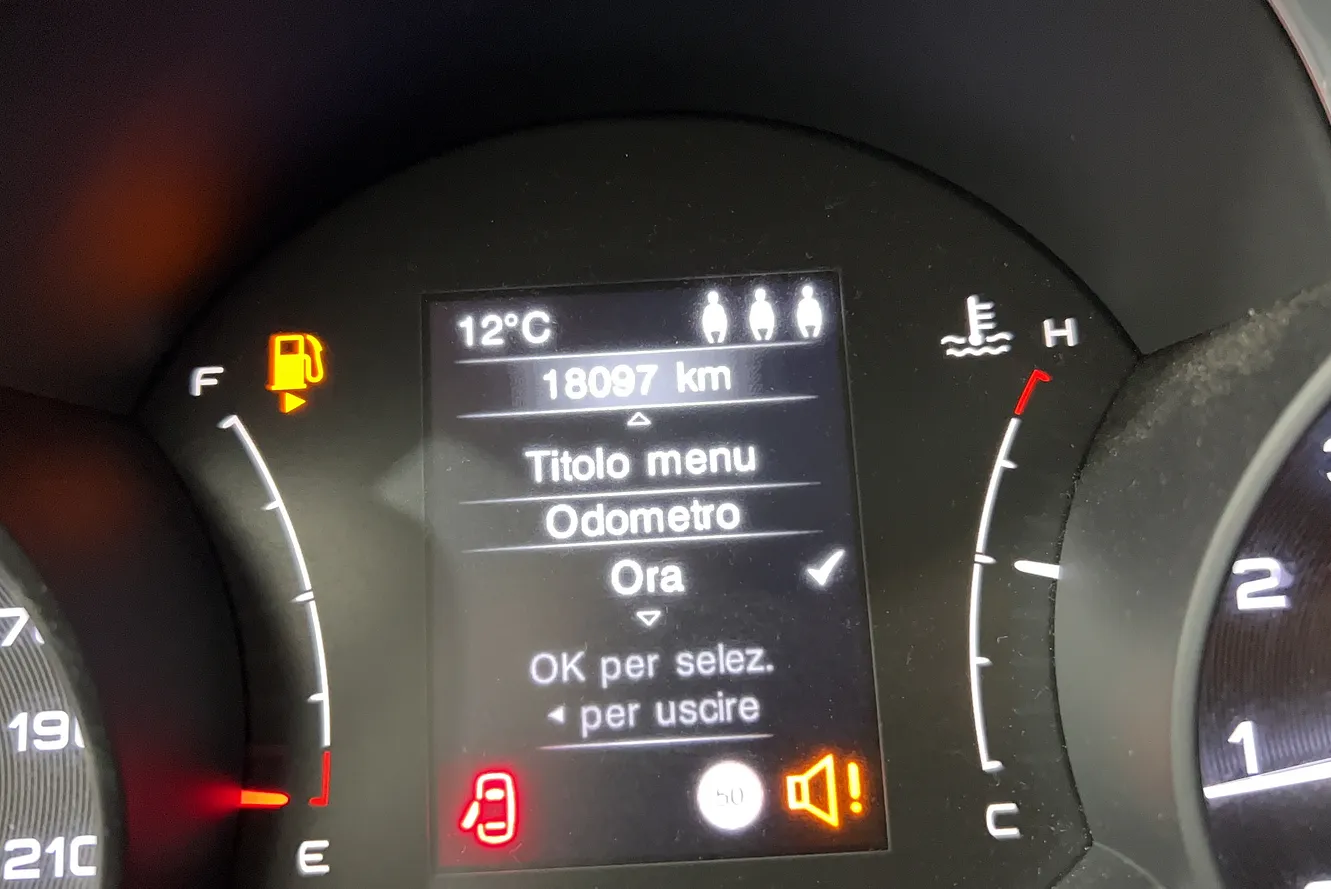 12°C
18097 km
F
H
Titolo menu
Odometro
Ora
OK per selez.
◂ per uscire
50
E
C
190
210
2
1